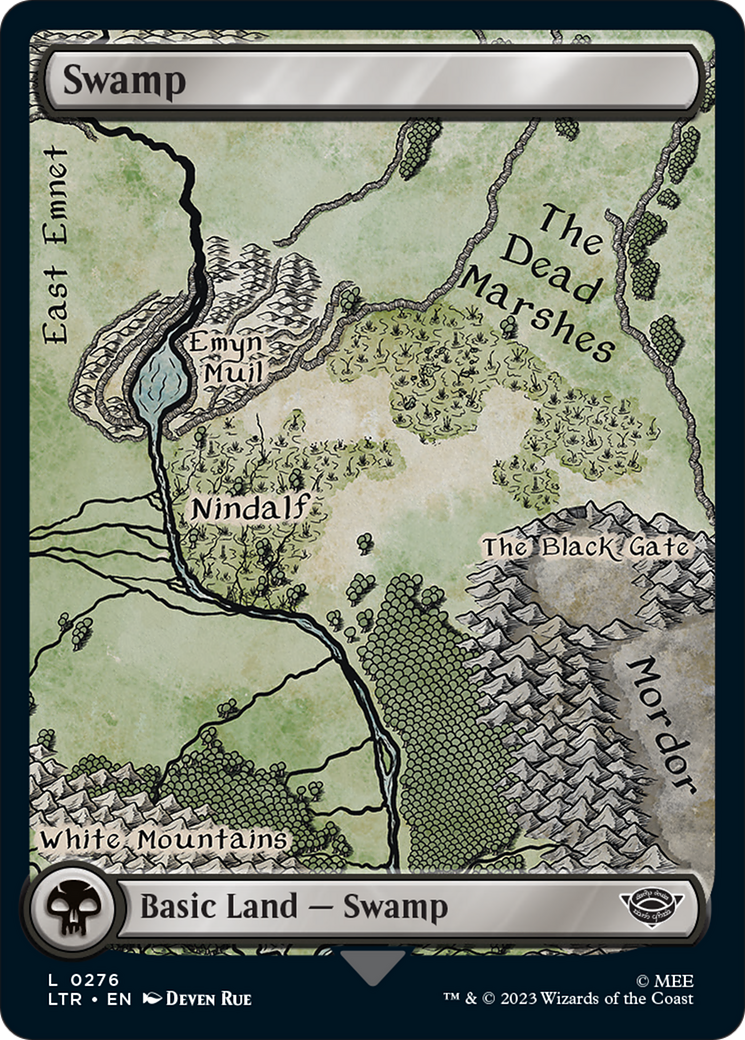 Swamp
East Emnet
The
Dead
Marshes
Emyn
Muil
Nindalf
The Black Gate
Mordor
White Mountains
Basic Land — Swamp
L 0276
LTR • EN Deven Rue
© MEE
™ & © 2023 Wizards of the Coast